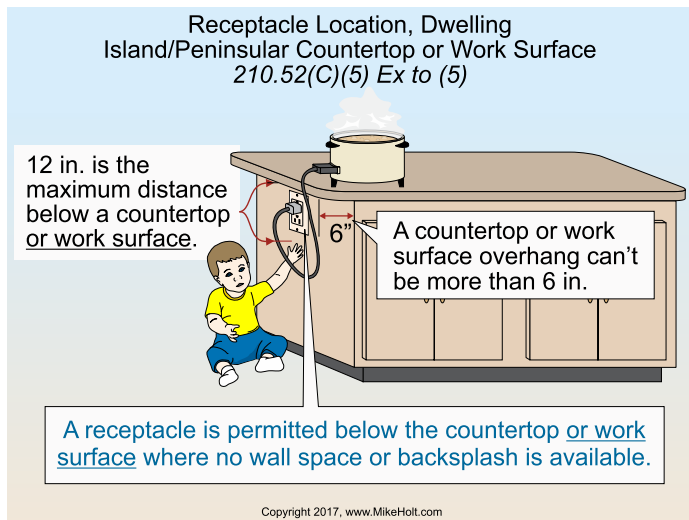 Receptacle Location, Dwelling
Island/Peninsular Countertop or Work Surface
210.52(C)(5) Ex to (5)
12 in. is the
maximum distance
below a countertop
or work surface.
6”
A countertop or work
surface overhang can’t
be more than 6 in.
A receptacle is permitted below the countertop or work
surface where no wall space or backsplash is available.
Copyright 2017, www.MikeHolt.com